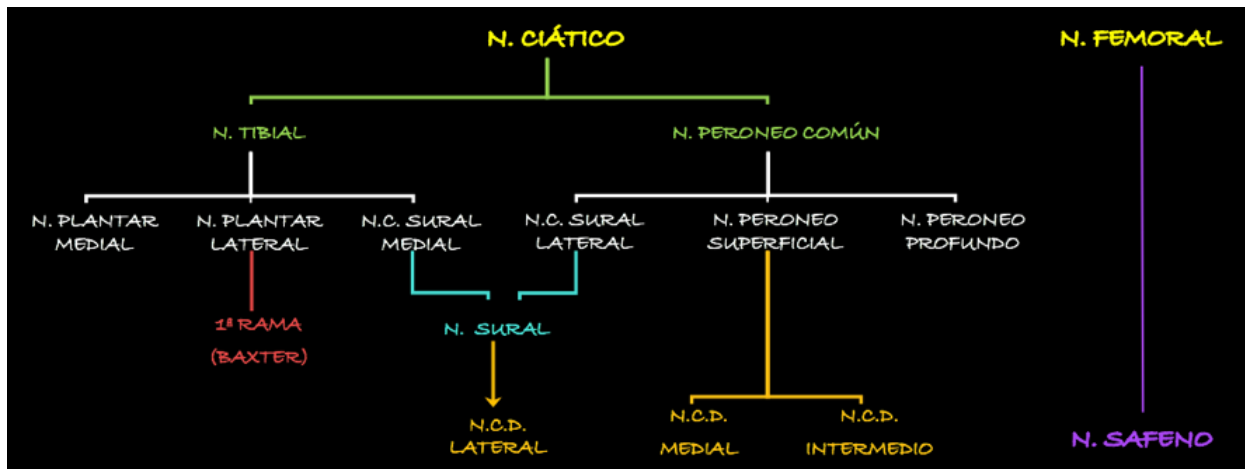 N. CIÁTICO
N. FEMORAL
N. TIBIAL
N. PERONEO COMÚN
N. PLANTAR
MEDIAL
N. PLANTAR
LATERAL
N.C. SURAL
MEDIAL
N.C. SURAL
LATERAL
N. PERONEO
SUPERFICIAL
N. PERONEO
PROFUNDO
1ª RAMA
(BAXTER)
N. SURAL
N.C.D.
LATERAL
N.C.D.
MEDIAL
N.C.D.
INTERMEDIO
N. SAFENO